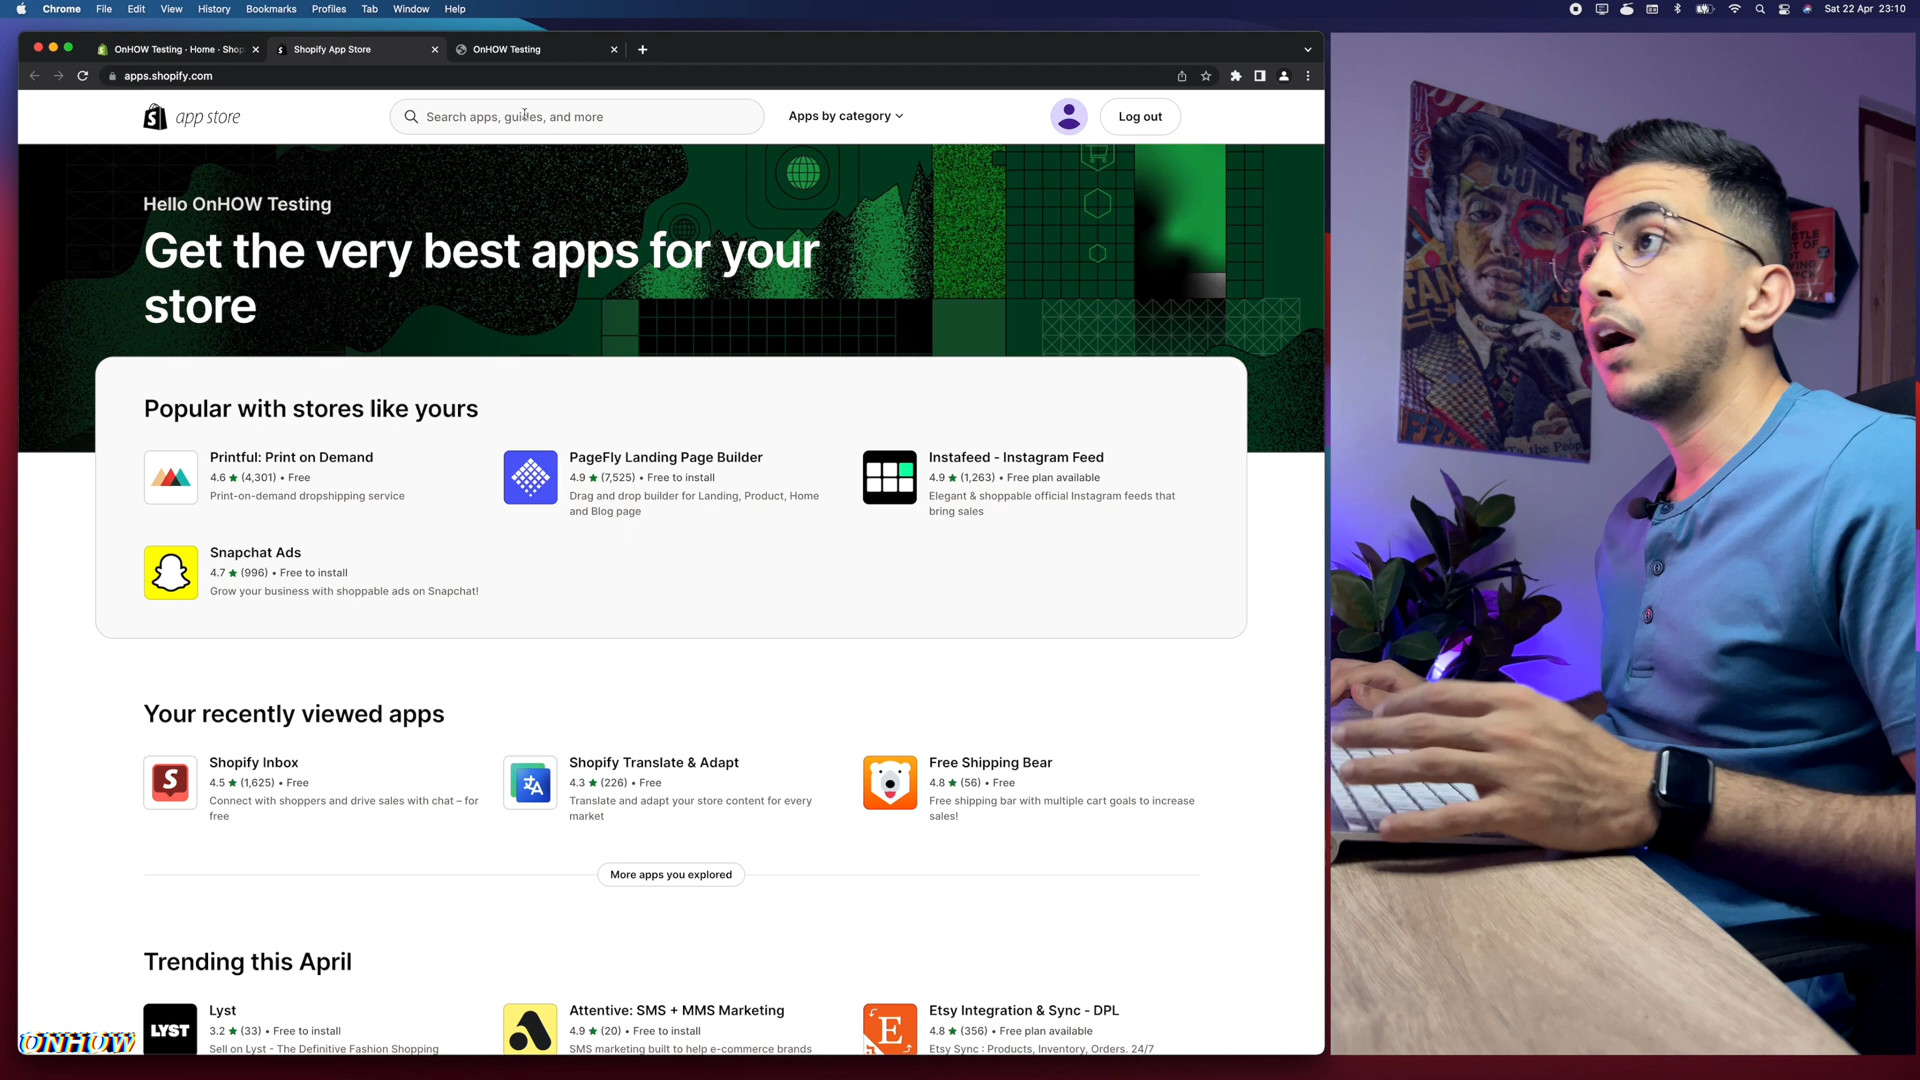 Chrome File Edit View History Bookmarks Profiles Tab Window Help Sat 22 Apr 23:10
OnHOW Testing · Home · Shop Shopify App Store OnHOW Testing
apps.shopify.com
app store Search apps, guides, and more Apps by category Log out
Hello OnHOW Testing
Get the very best apps for your
store
Popular with stores like yours
Printful: Print on Demand
4.6 ★ (4,301) • Free
Print-on-demand dropshipping service
PageFly Landing Page Builder
4.9 ★ (7,525) • Free to install
Drag and drop builder for Landing, Product, Home
and Blog page
Instafeed - Instagram Feed
4.9 ★ (1,263) • Free plan available
Elegant & shoppable official Instagram feeds that
bring sales
Snapchat Ads
4.7 ★ (996) • Free to install
Grow your business with shoppable ads on Snapchat!
Your recently viewed apps
Shopify Inbox
4.5 ★ (1,625) • Free
Connect with shoppers and drive sales with chat – for
free
Shopify Translate & Adapt
4.3 ★ (226) • Free
Translate and adapt your store content for every
market
Free Shipping Bear
4.8 ★ (56) • Free
Free shipping bar with multiple cart goals to increase
sales!
More apps you explored
Trending this April
LYST
Lyst
3.2 ★ (33) • Free to install
Sell on Lyst - The Definitive Fashion Shopping
Attentive: SMS + MMS Marketing
4.9 ★ (20) • Free to install
SMS marketing built to help e-commerce brands
Etsy Integration & Sync - DPL
4.8 ★ (356) • Free plan available
Etsy Sync : Products, Inventory, Orders. 24/7
ONHOW